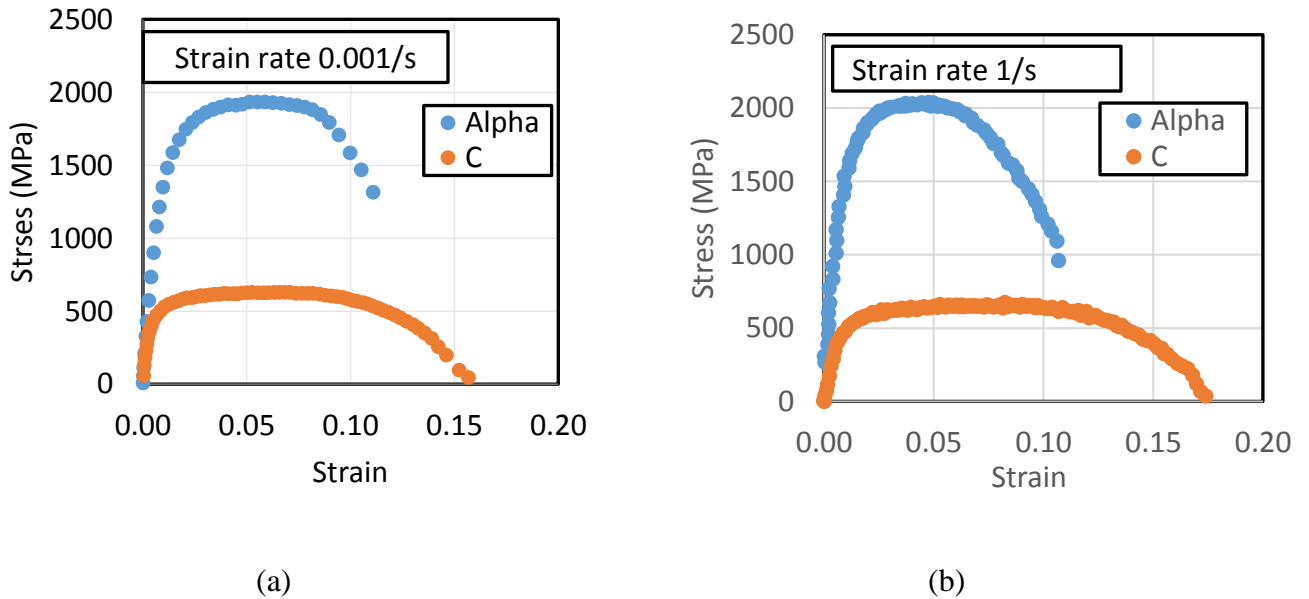 2500
2000
1500
1000
500
0
Strses (MPa)
Strain rate 0.001/s
Alpha
C
0.00 0.05 0.10 0.15 0.20
Strain
(a)
2500
2000
1500
1000
500
0
Stress (MPa)
Strain rate 1/s
Alpha
C
0.00 0.05 0.10 0.15 0.20
Strain
(b)